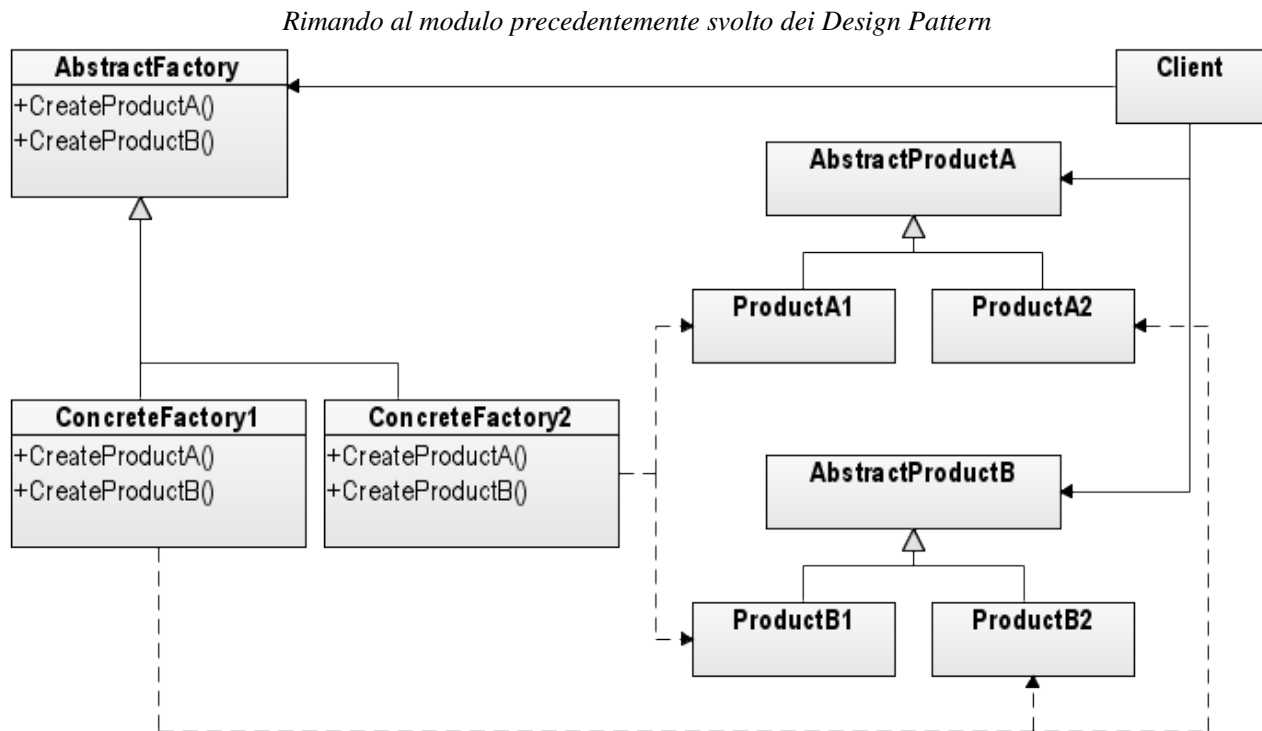 Rimando al modulo precedentemente svolto dei Design Pattern
AbstractFactory
+CreateProductA()
+CreateProductB()
Client
AbstractProductA
ProductA1
ProductA2
ConcreteFactory1
+CreateProductA()
+CreateProductB()
ConcreteFactory2
+CreateProductA()
+CreateProductB()
AbstractProductB
ProductB1
ProductB2